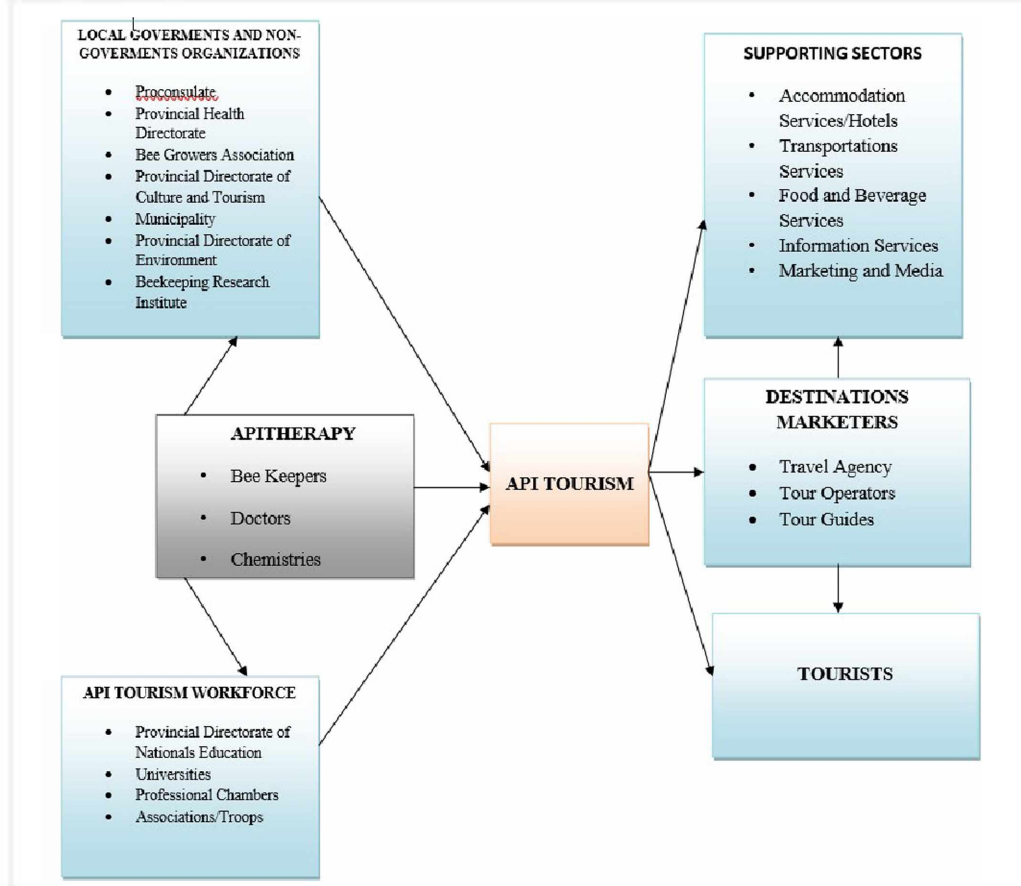 LOCAL GOVERMENTS AND NON-
GOVERMENTS ORGANIZATIONS
• Proconsulate
• Provincial Health
Directorate
• Bee Growers Association
• Provincial Directorate of
Culture and Tourism
• Municipality
• Provincial Directorate of
Environment
• Beekeeping Research
Institute
APITHERAPY
• Bee Keepers
• Doctors
• Chemistries
API TOURISM WORKFORCE
• Provincial Directorate of
Nationals Education
• Universities
• Professional Chambers
• Associations/Troops
API TOURISM
SUPPORTING SECTORS
• Accommodation
Services/Hotels
• Transportations
Services
• Food and Beverage
Services
• Information Services
• Marketing and Media
DESTINATIONS
MARKETERS
• Travel Agency
• Tour Operators
• Tour Guides
TOURISTS